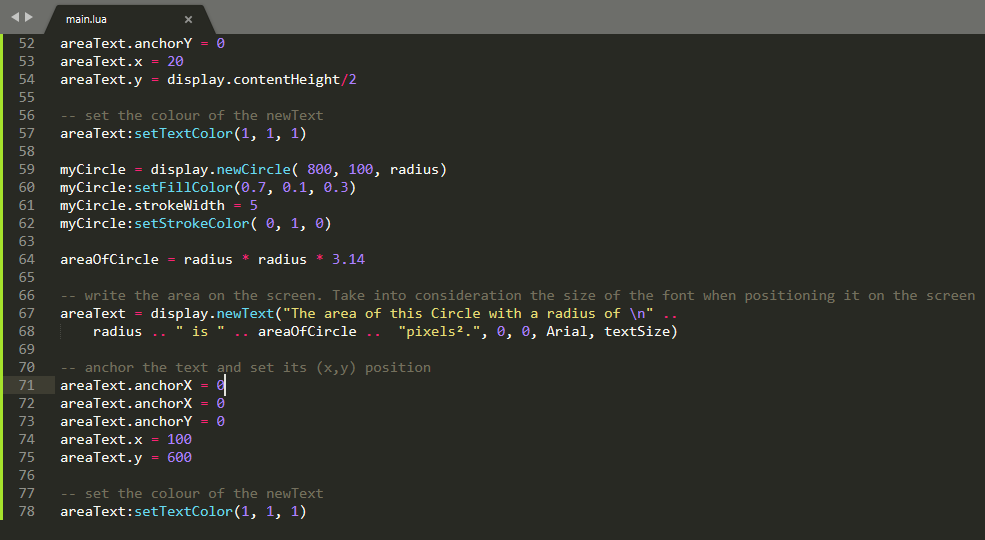 main.lua
52 areaText.anchorY = 0
53 areaText.x = 20
54 areaText.y = display.contentHeight/2
55
56 -- set the colour of the newText
57 areaText:setTextColor(1, 1, 1)
58
59 myCircle = display.newCircle( 800, 100, radius)
60 myCircle:setFillColor(0.7, 0.1, 0.3)
61 myCircle.strokeWidth = 5
62 myCircle:setStrokeColor( 0, 1, 0)
63
64 areaOfCircle = radius * radius * 3.14
65
66 -- write the area on the screen. Take into consideration the size of the font when positioning it on the screen
67 areaText = display.newText("The area of this Circle with a radius of \n" ..
68     radius .. " is " .. areaOfCircle ..  "pixels².", 0, 0, Arial, textSize)
69
70 -- anchor the text and set its (x,y) position
71 areaText.anchorX = 0
72 areaText.anchorX = 0
73 areaText.anchorY = 0
74 areaText.x = 100
75 areaText.y = 600
76
77 -- set the colour of the newText
78 areaText:setTextColor(1, 1, 1)